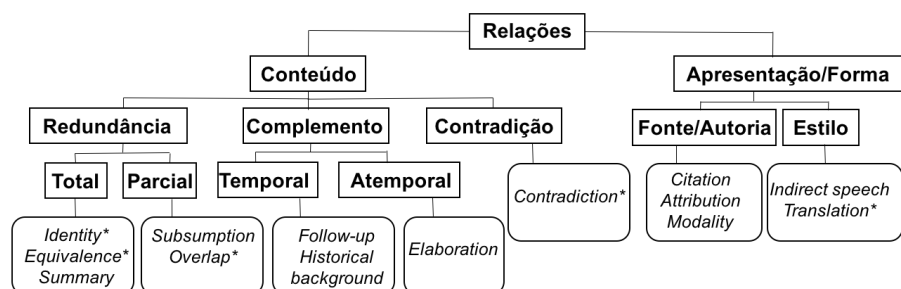 Relações
Conteúdo
Apresentação/Forma
Redundância
Complemento
Contradição
Fonte/Autoria
Estilo
Total
Parcial
Temporal
Atemporal
Identity*
Equivalence*
Summary
Subsumption
Overlap*
Follow-up
Historical
background
Elaboration
Contradiction*
Citation
Attribution
Modality
Indirect speech
Translation*